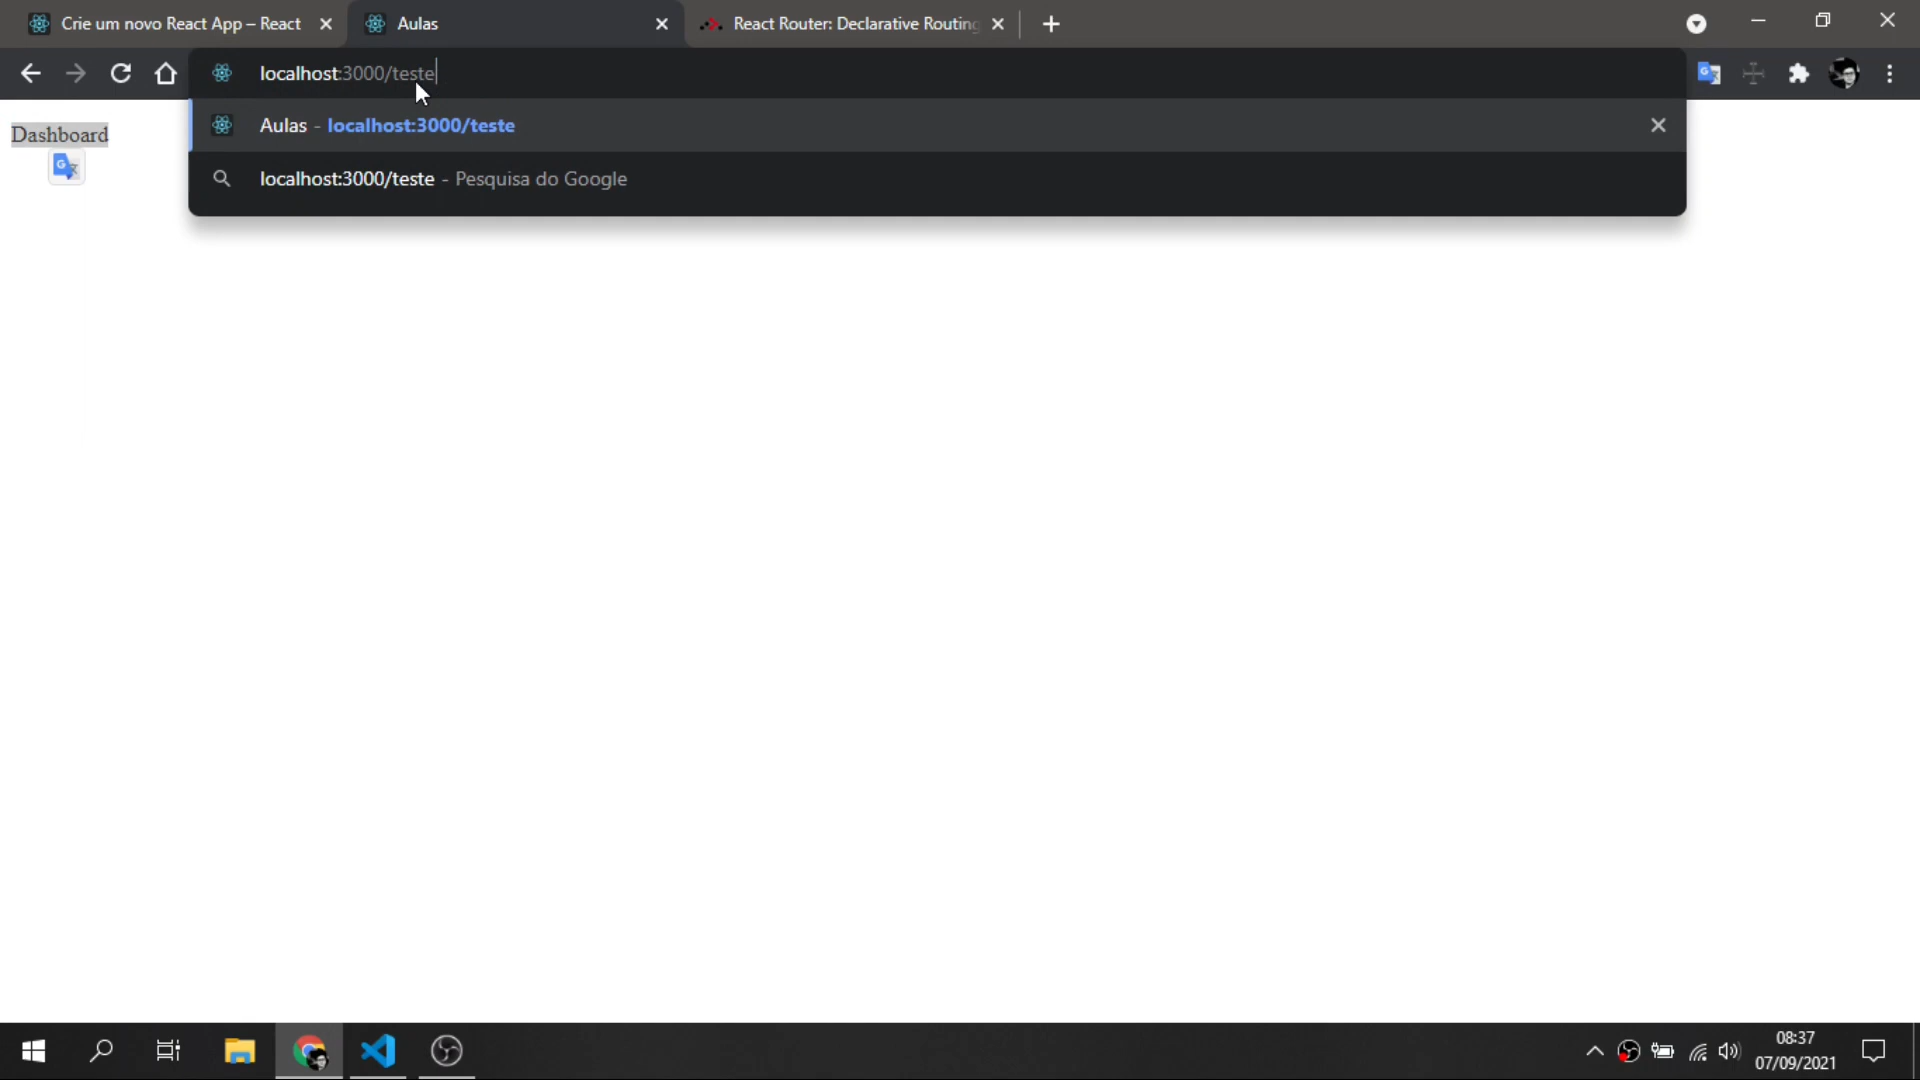 Crie um novo React App – React
Aulas
React Router: Declarative Routing
localhost:3000/teste
Aulas - localhost:3000/teste
localhost:3000/teste - Pesquisa do Google
Dashboard
08:37
07/09/2021